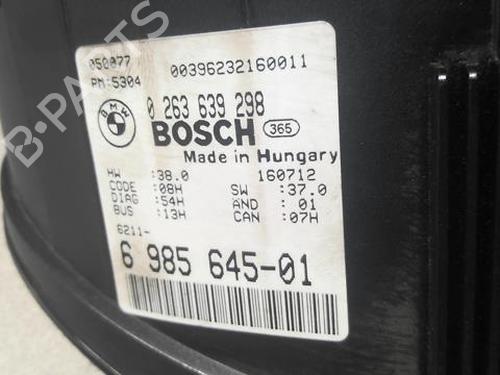 B-PARTS
050077
00396232160011
PM:5304
BMW
0 263 639 298
BOSCH 365
Made in Hungary
HW :38.0 160712
CODE :08H SW :37.0
DIAG :54H AND : 01
BUS :13H CAN :07H
6211-
6 985 645-01